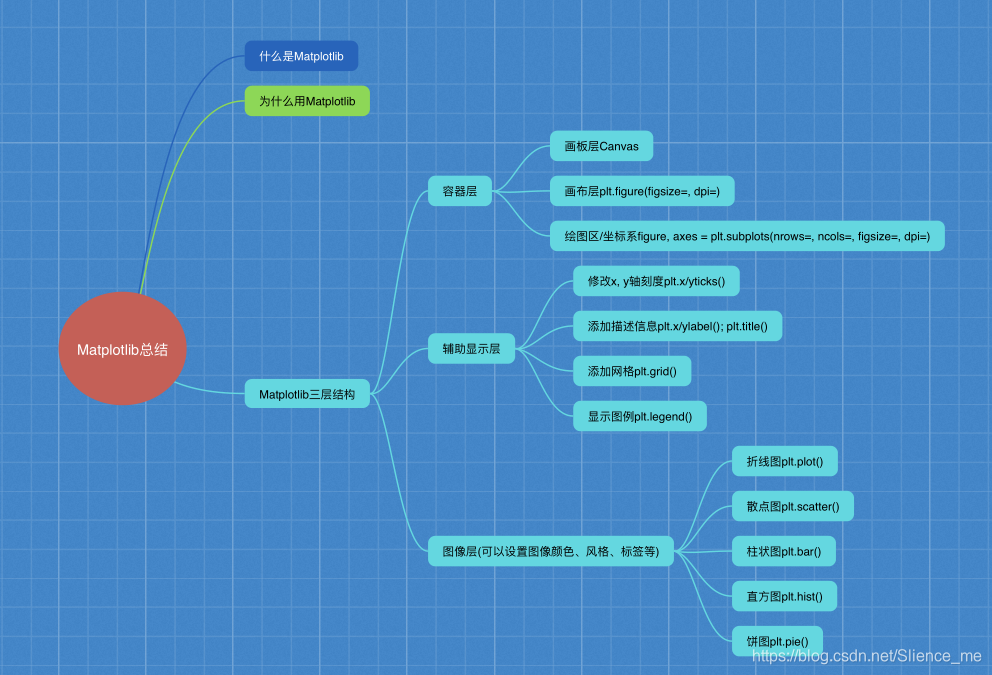 什么是Matplotlib
为什么用Matplotlib
Matplotlib总结
Matplotlib三层结构
容器层
画板层Canvas
画布层plt.figure(figsize=, dpi=)
绘图区/坐标系figure, axes = plt.subplots(nrows=, ncols=, figsize=, dpi=)
辅助显示层
修改x, y轴刻度plt.x/yticks()
添加描述信息plt.x/ylabel(); plt.title()
添加网格plt.grid()
显示图例plt.legend()
图像层(可以设置图像颜色、风格、标签等)
折线图plt.plot()
散点图plt.scatter()
柱状图plt.bar()
直方图plt.hist()
饼图plt.pie()
https://blog.csdn.net/Slience_me